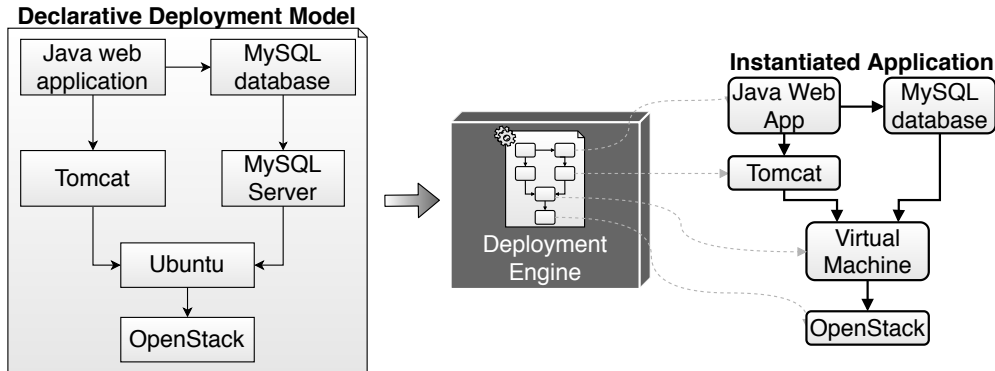 Declarative Deployment Model
Java web
application
MySQL
database
Tomcat
MySQL
Server
Ubuntu
OpenStack
Deployment
Engine
Instantiated Application
Java Web
App
MySQL
database
Tomcat
Virtual
Machine
OpenStack